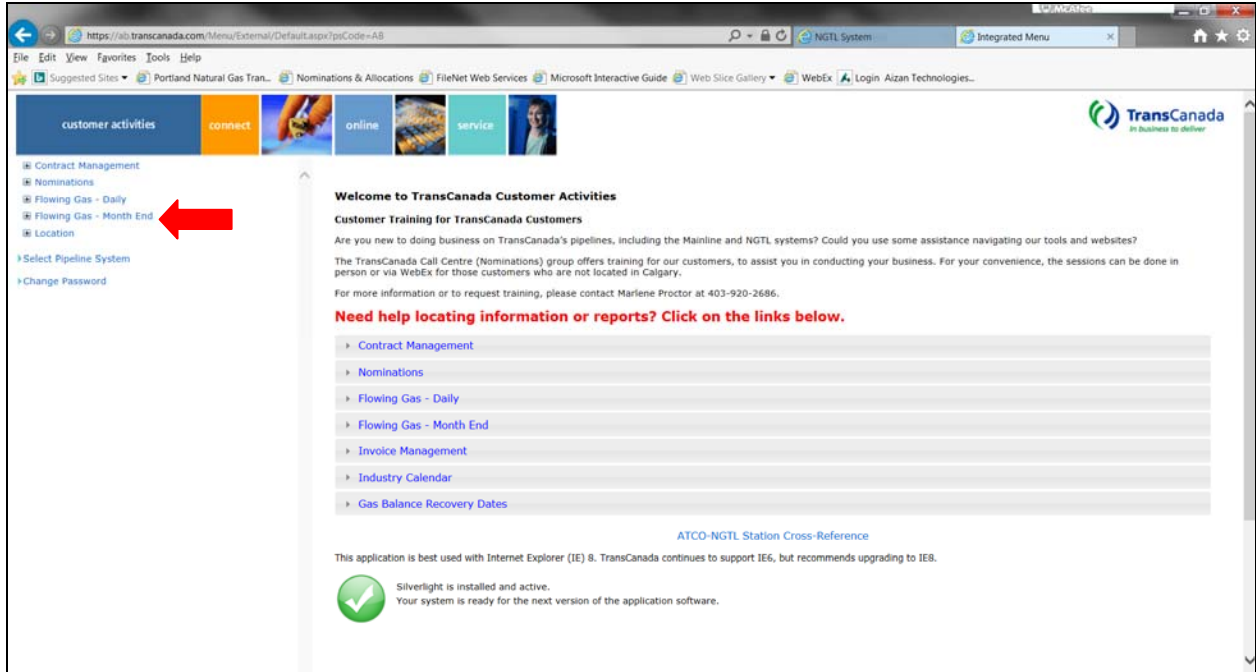 W.McAfee
https://ab.transcanada.com/Menu/External/Default.aspx?psCode=AB
NGTL System
Integrated Menu
File Edit View Favorites Tools Help
Suggested Sites Portland Natural Gas Tran... Nominations & Allocations FileNet Web Services Microsoft Interactive Guide Web Slice Gallery WebEx Login Aizan Technologies...
customer activities connect online service
TransCanada
In business to deliver
Contract Management
Nominations
Flowing Gas - Daily
Flowing Gas - Month End
Location
Select Pipeline System
Change Password
Welcome to TransCanada Customer Activities
Customer Training for TransCanada Customers
Are you new to doing business on TransCanada's pipelines, including the Mainline and NGTL systems? Could you use some assistance navigating our tools and websites?
The TransCanada Call Centre (Nominations) group offers training for our customers, to assist you in conducting your business. For your convenience, the sessions can be done in
person or via WebEx for those customers who are not located in Calgary.
For more information or to request training, please contact Marlene Proctor at 403-920-2686.
Need help locating information or reports? Click on the links below.
Contract Management
Nominations
Flowing Gas - Daily
Flowing Gas - Month End
Invoice Management
Industry Calendar
Gas Balance Recovery Dates
ATCO-NGTL Station Cross-Reference
This application is best used with Internet Explorer (IE) 8. TransCanada continues to support IE6, but recommends upgrading to IE8.
Silverlight is installed and active.
Your system is ready for the next version of the application software.